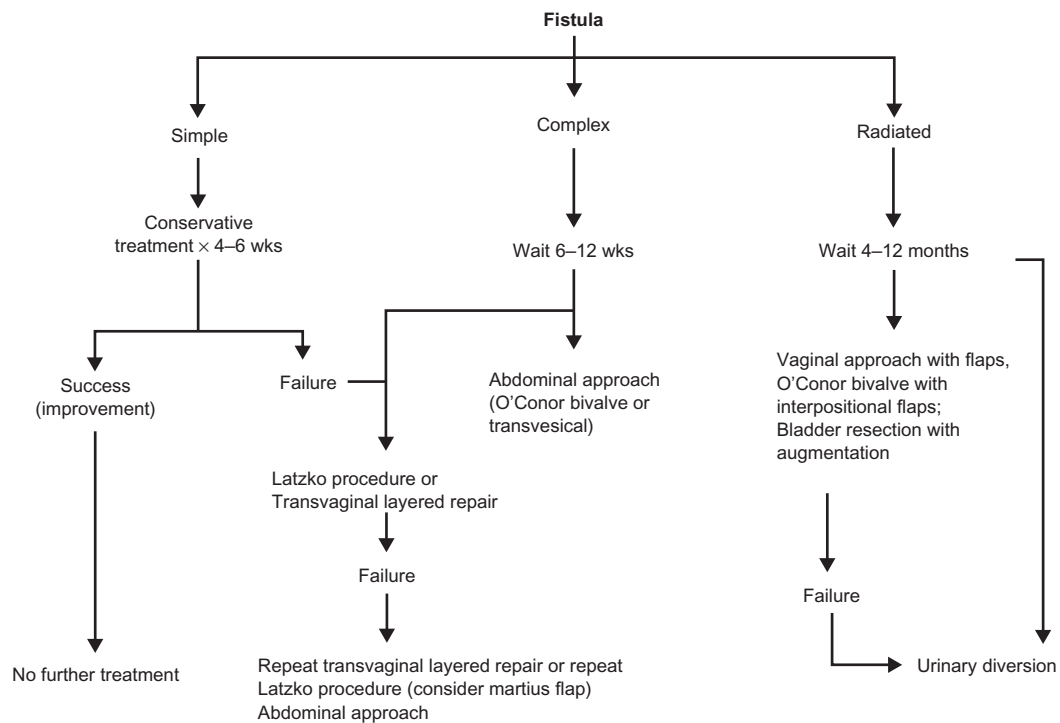 Fistula
Simple
Complex
Radiated
Conservative
treatment × 4–6 wks
Wait 6–12 wks
Wait 4–12 months
Success
(improvement)
Failure
Abdominal approach
(O’Conor bivalve or
transvesical)
Vaginal approach with flaps,
O’Conor bivalve with
interpositional flaps;
Bladder resection with
augmentation
Latzko procedure or
Transvaginal layered repair
Failure
Failure
No further treatment
Repeat transvaginal layered repair or repeat
Latzko procedure (consider martius flap)
Abdominal approach
Urinary diversion